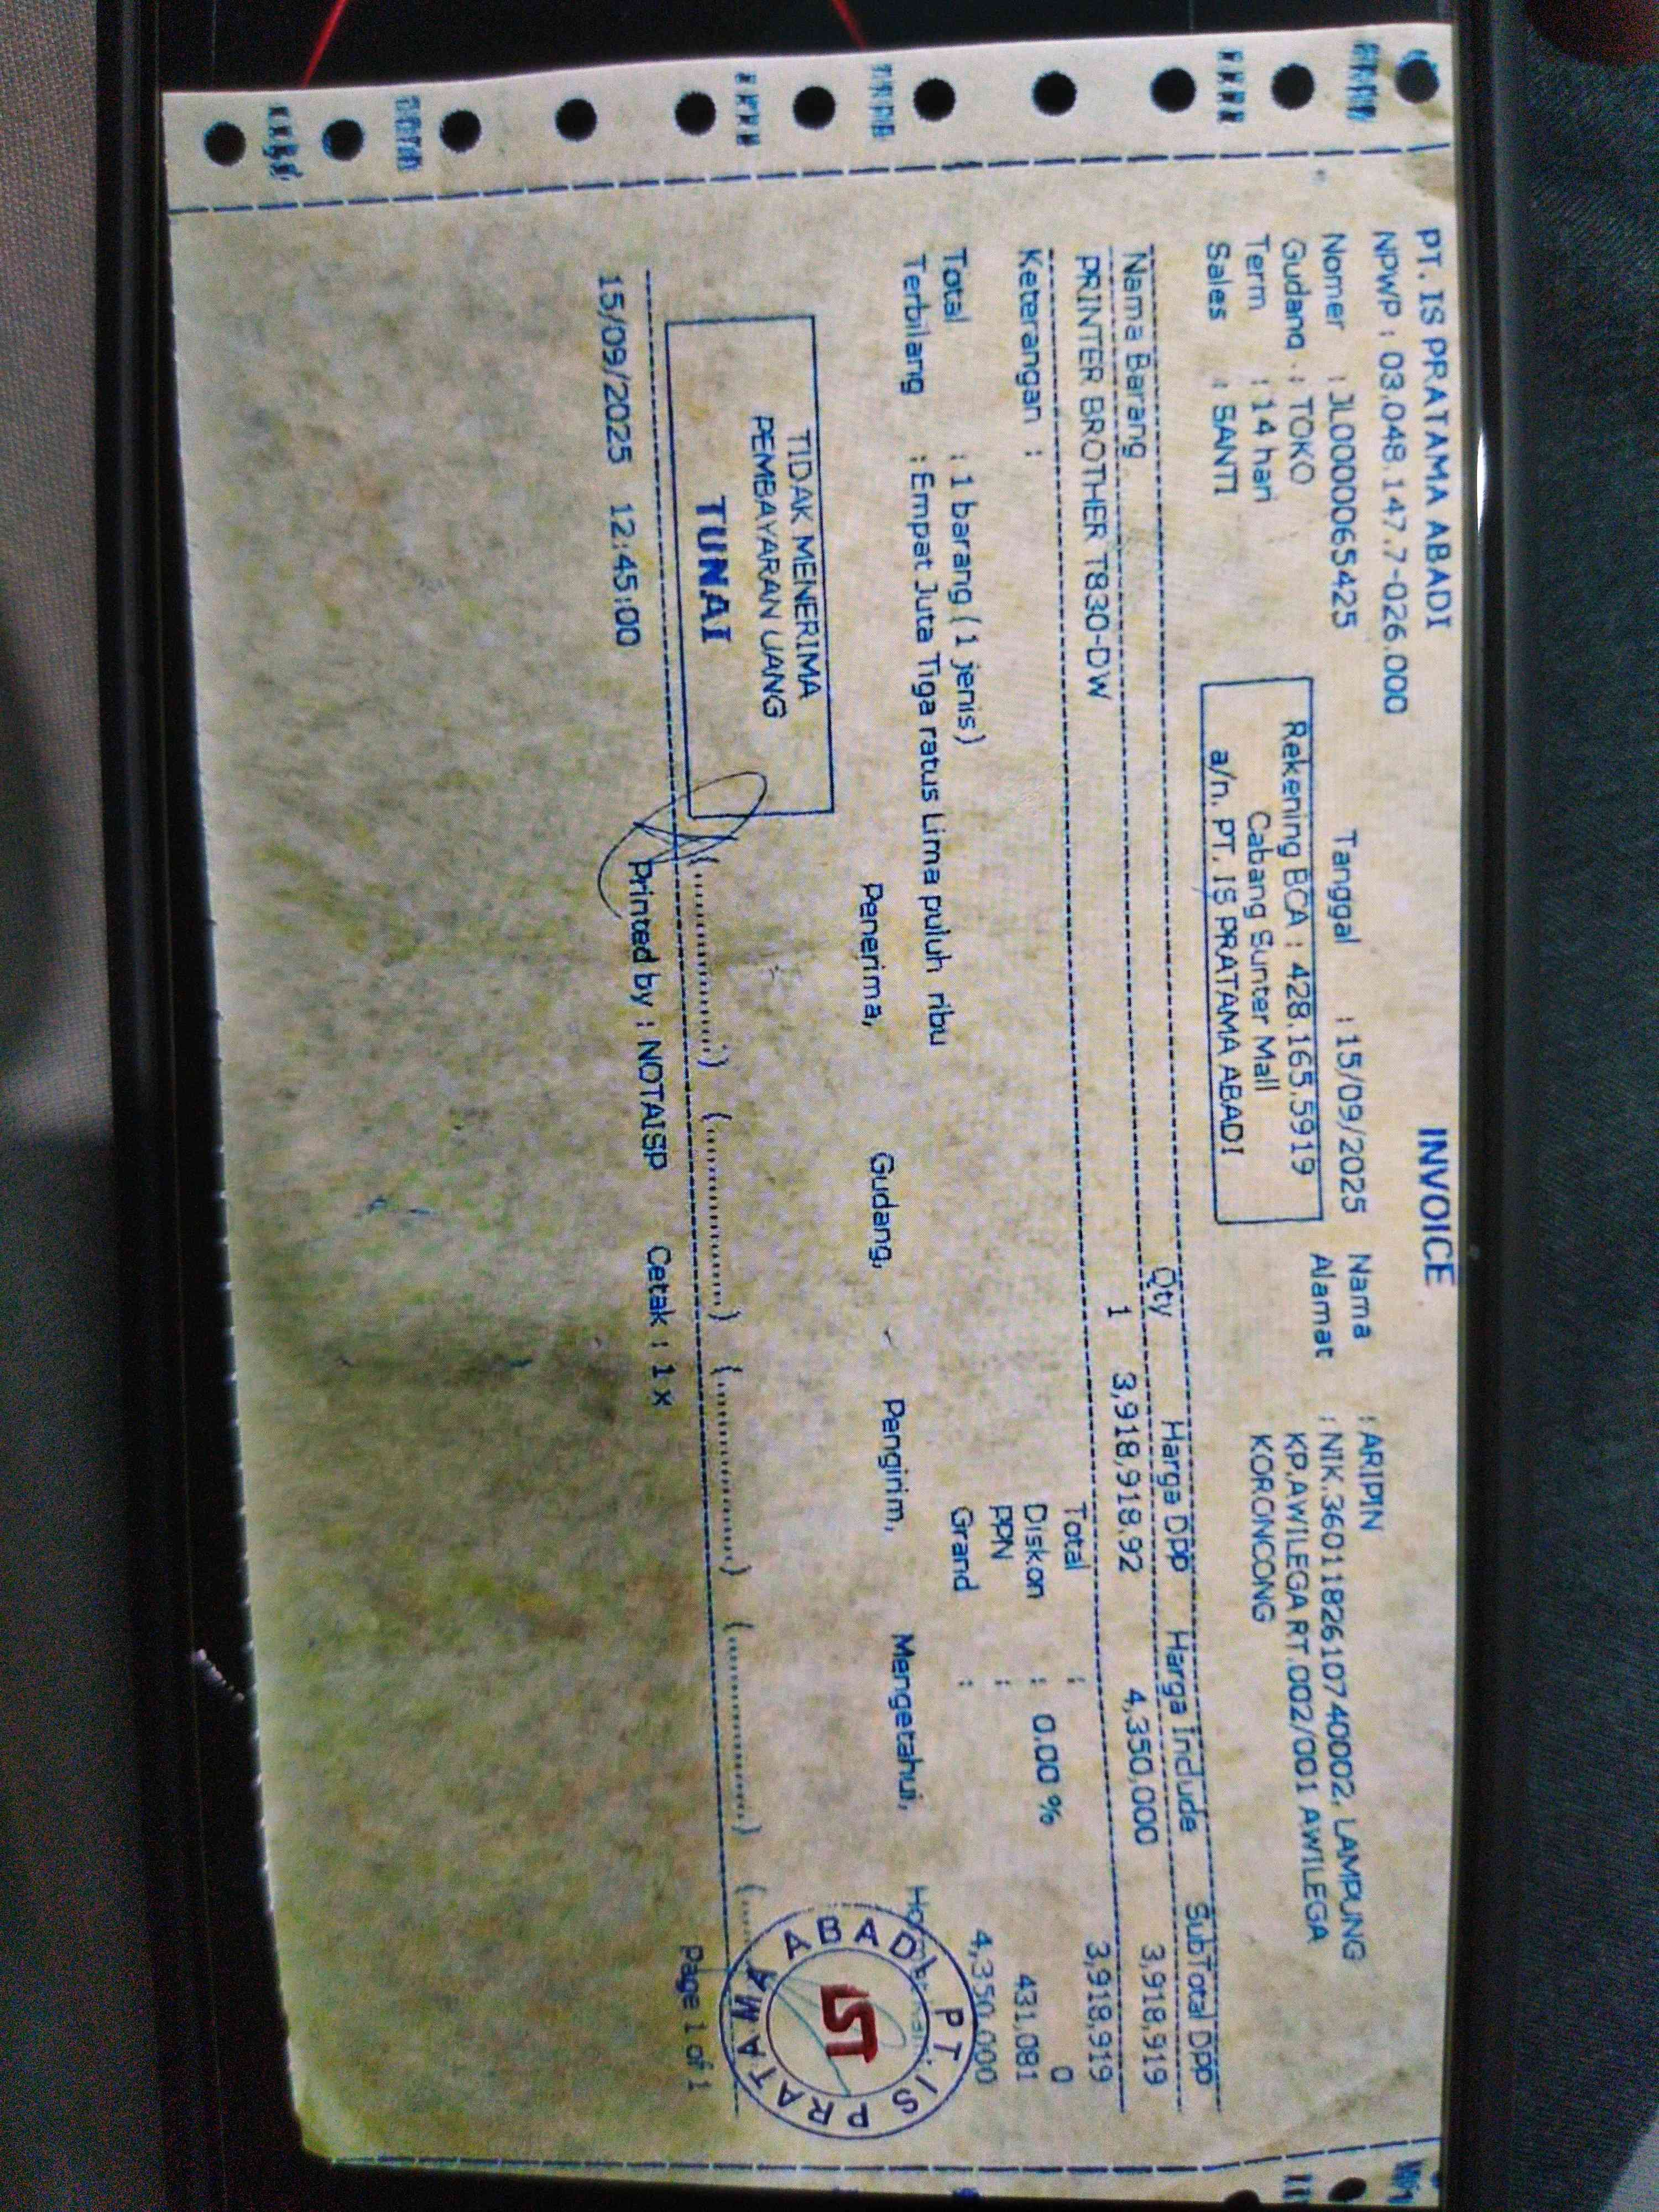 PT. IS PRATAMA ABADI
INVOICE
NPWP : 03.048.147.7-026.000
Nomer : JL0000065425
Tanggal : 15/09/2025
Nama : ARIPIN
Gudang : TOKO
Alamat : NIK.3601182610740002, LAMPUNG
KP.AWILEGA RT.002/001 AWILEGA
KORONCONG
Term : 14 hari
Sales : SANTI
Rekening BCA : 428.165.5919
Cabang Sunter Mall
a/n. PT. IS PRATAMA ABADI
Nama Barang Qty Harga DPP Harga Include SubTotal DPP
PRINTER BROTHER T830-DW 1 3,918,918.92 4,350,000 3,918,919
Keterangan :
Total : 3,918,919
Diskon : 0.00 % 0
PPN : 431,081
Grand : 4,350,000
Total : 1 barang ( 1 jenis)
Terbilang : Empat Juta Tiga ratus Lima puluh ribu
Penerima, Gudang, Pengirim, Mengetahui,
TIDAK MENERIMA
PEMBAYARAN UANG
TUNAI
PT. IS PRATAMA ABADI
IST
15/09/2025 12:45:00 Printed by : NOTAISP Cetak : 1 x Page 1 of 1